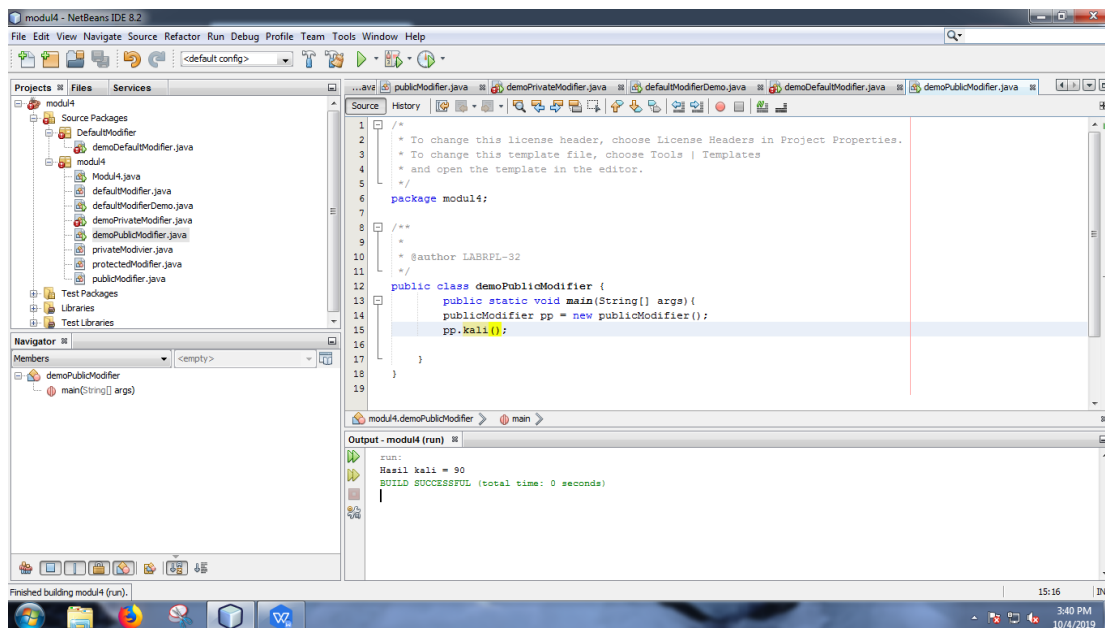 modul4 - NetBeans IDE 8.2
File Edit View Navigate Source Refactor Run Debug Profile Team Tools Window Help
<default config>
Projects Files Services
modul4
Source Packages
DefaultModifier
demoDefaultModifier.java
modul4
Modul4.java
defaultModifier.java
defaultModifierDemo.java
demoPrivateModifier.java
demoPublicModifier.java
privateModivier.java
protectedModifier.java
publicModifier.java
Test Packages
Libraries
Test Libraries
Navigator
Members <empty>
demoPublicModifier
main(String[] args)
...ava publicModifier.java demoPrivateModifier.java defaultModifierDemo.java demoDefaultModifier.java demoPublicModifier.java
Source History
1 /*
2 * To change this license header, choose License Headers in Project Properties.
3 * To change this template file, choose Tools | Templates
4 * and open the template in the editor.
5 */
6 package modul4;
7
8 /**
9 *
10 * @author LABRPL-32
11 */
12 public class demoPublicModifier {
13 public static void main(String[] args){
14 publicModifier pp = new publicModifier();
15 pp.kali();
16
17 }
18 }
19
modul4.demoPublicModifier main
Output - modul4 (run)
run:
Hasil kali = 90
BUILD SUCCESSFUL (total time: 0 seconds)
Finished building modul4 (run).
15:16 IN
3:40 PM
10/4/2019